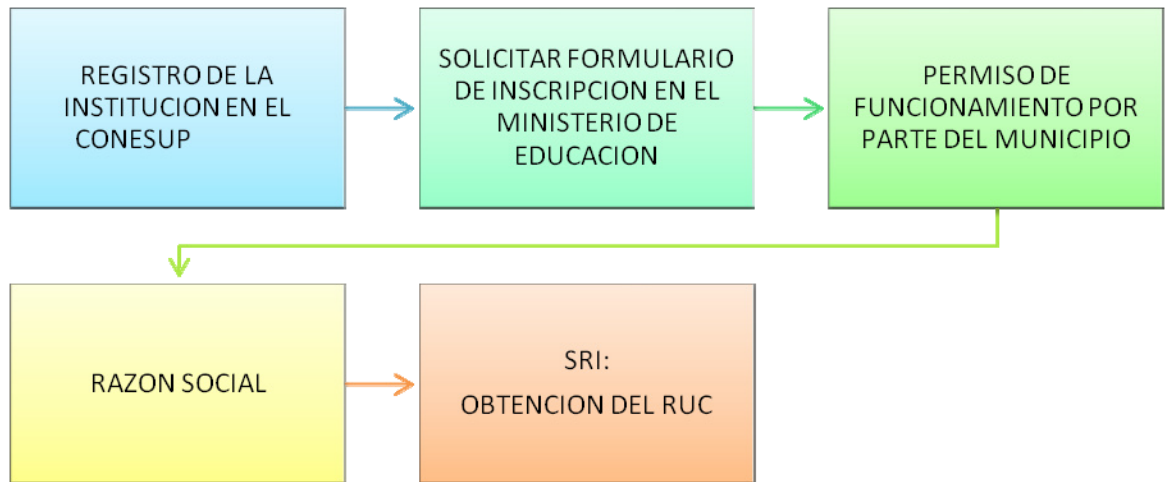 REGISTRO DE LA
INSTITUCION EN EL
CONESUP
SOLICITAR FORMULARIO
DE INSCRIPCION EN EL
MINISTERIO DE
EDUCACION
PERMISO DE
FUNCIONAMIENTO POR
PARTE DEL MUNICIPIO
RAZON SOCIAL
SRI:
OBTENCION DEL RUC